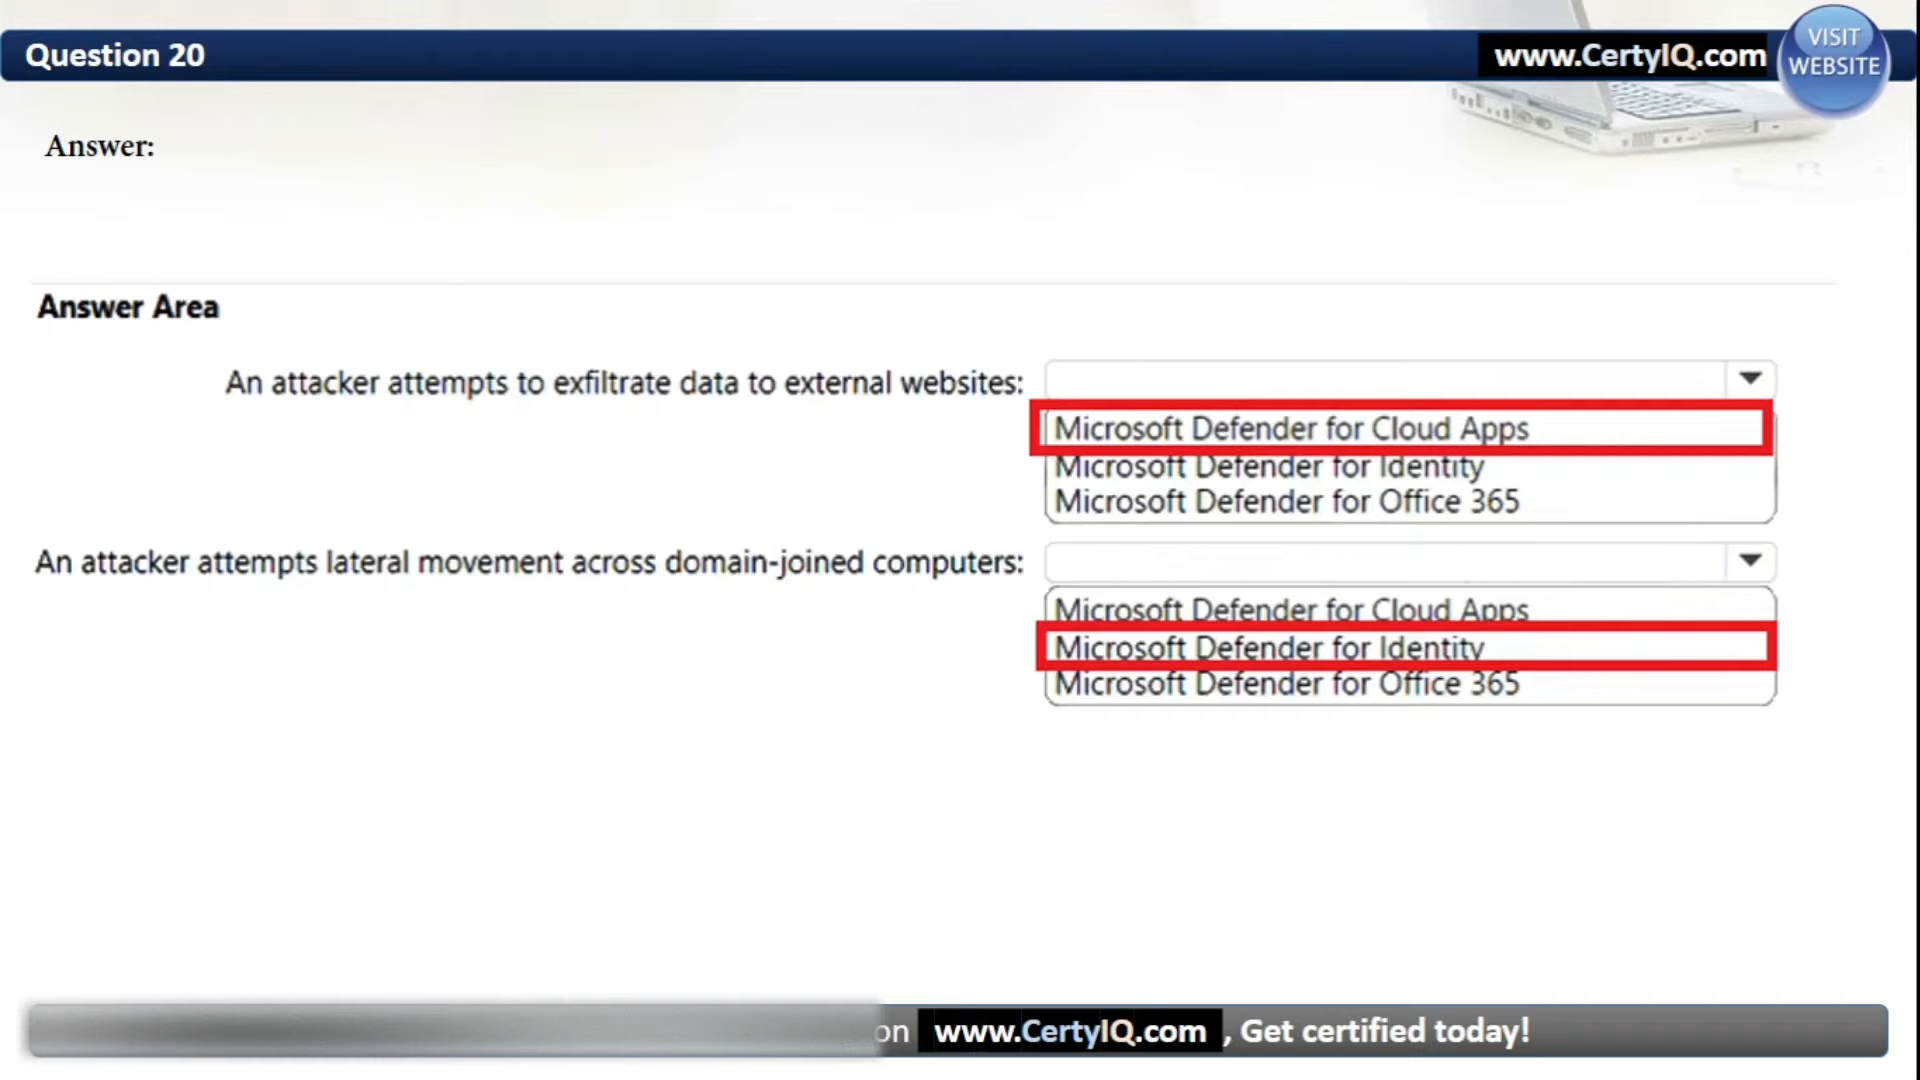 Question 20
www.CertyIQ.com
VISIT
WEBSITE
Answer:
Answer Area
An attacker attempts to exfiltrate data to external websites:
Microsoft Defender for Cloud Apps
Microsoft Defender for Identity
Microsoft Defender for Office 365
An attacker attempts lateral movement across domain-joined computers:
Microsoft Defender for Cloud Apps
Microsoft Defender for Identity
Microsoft Defender for Office 365
on www.CertyIQ.com , Get certified today!